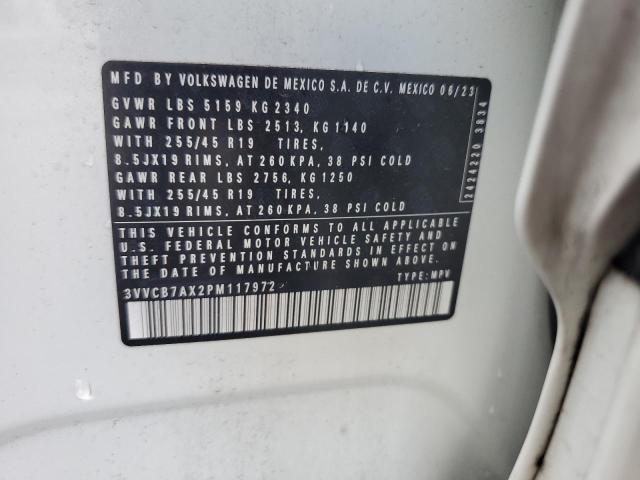 MFD BY VOLKSWAGEN DE MEXICO S.A. DE C.V. MEXICO 06/23
GVWR LBS 5159 KG 2340
GAWR FRONT LBS 2513, KG 1140
WITH 255/45 R19 TIRES,
8.5JX19 RIMS, AT 260 KPA, 38 PSI COLD
GAWR REAR LBS 2756, KG 1250
WITH 255/45 R19 TIRES,
8.5JX19 RIMS, AT 260 KPA, 38 PSI COLD
THIS VEHICLE CONFORMS TO ALL APPLICABLE
U.S. FEDERAL MOTOR VEHICLE SAFETY AND
THEFT PREVENTION STANDARDS IN EFFECT ON
THE DATE OF MANUFACTURE SHOWN ABOVE.
3VVCB7AX2PM117972 TYPE: MPV
2424220 3834